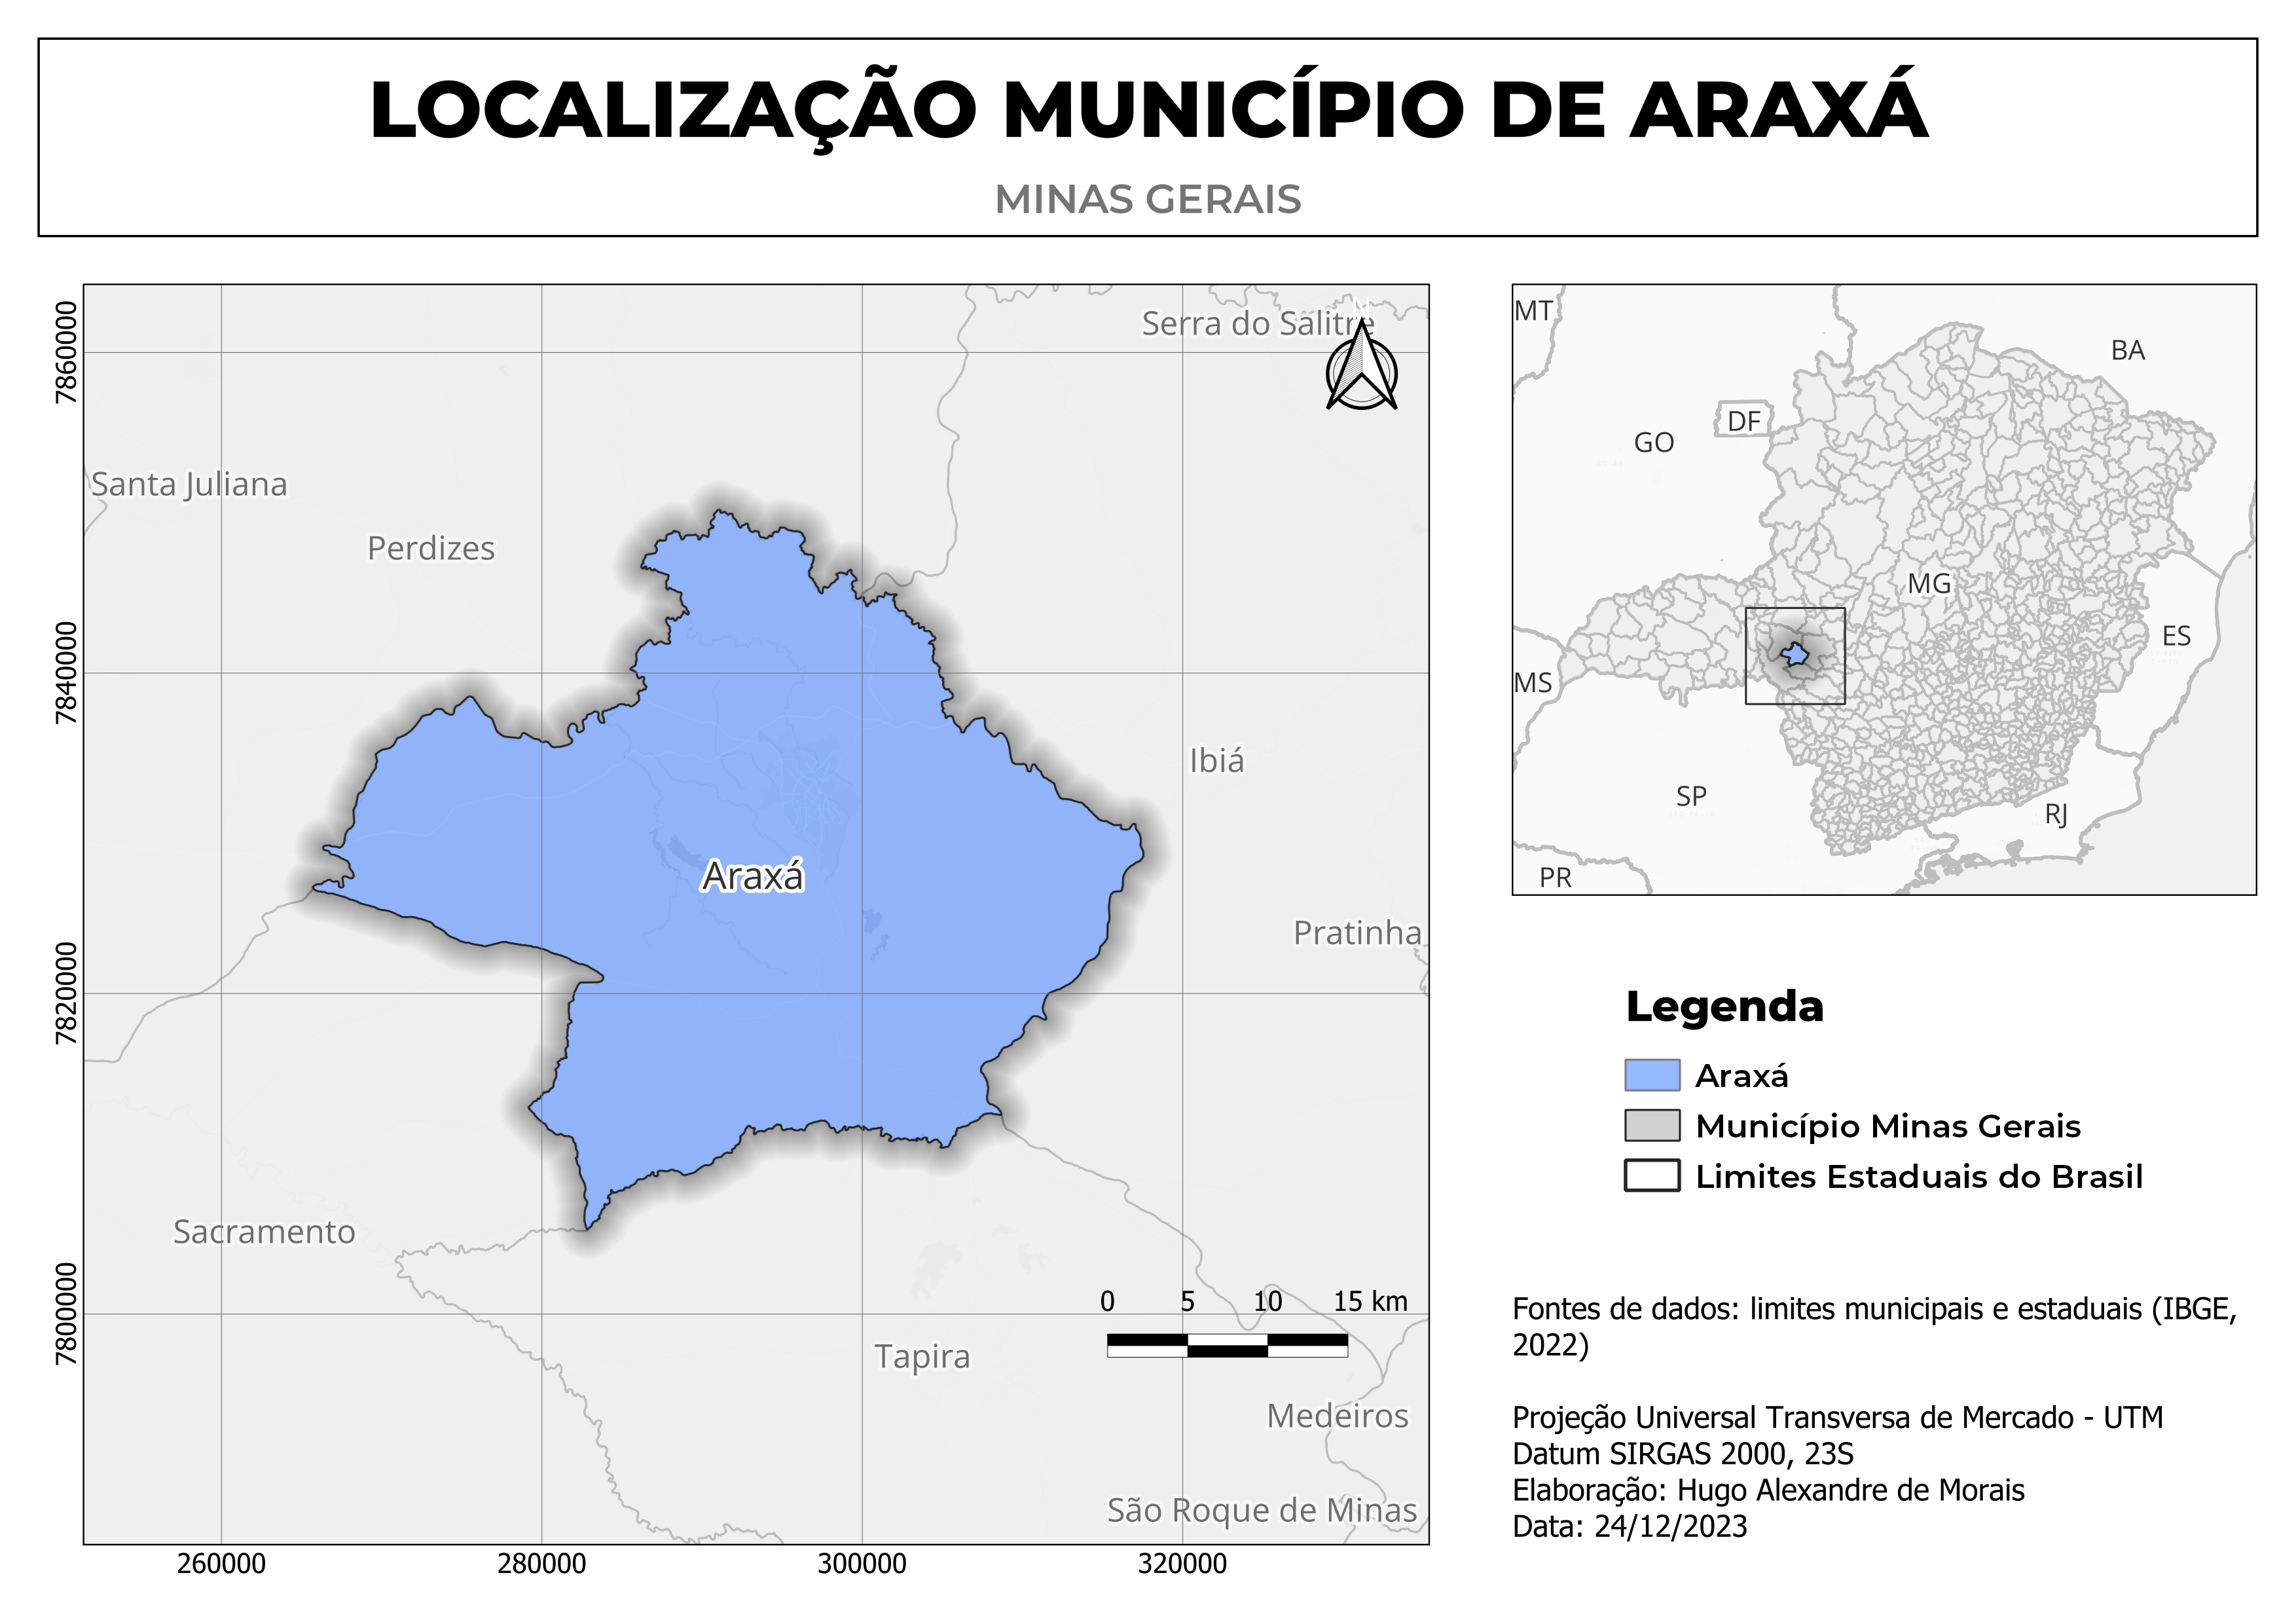 LOCALIZAÇÃO MUNICÍPIO DE ARAXÁ
MINAS GERAIS
7860000
7840000
7820000
7800000
260000
280000
300000
320000
N
Serra do Salitre
Santa Juliana
Perdizes
Ibiá
Araxá
Pratinha
Sacramento
Tapira
Medeiros
São Roque de Minas
0 5 10 15 km
MT
BA
DF
GO
MG
ES
MS
SP
RJ
PR
Legenda
Araxá
Município Minas Gerais
Limites Estaduais do Brasil
Fontes de dados: limites municipais e estaduais (IBGE,
2022)
Projeção Universal Transversa de Mercado - UTM
Datum SIRGAS 2000, 23S
Elaboração: Hugo Alexandre de Morais
Data: 24/12/2023